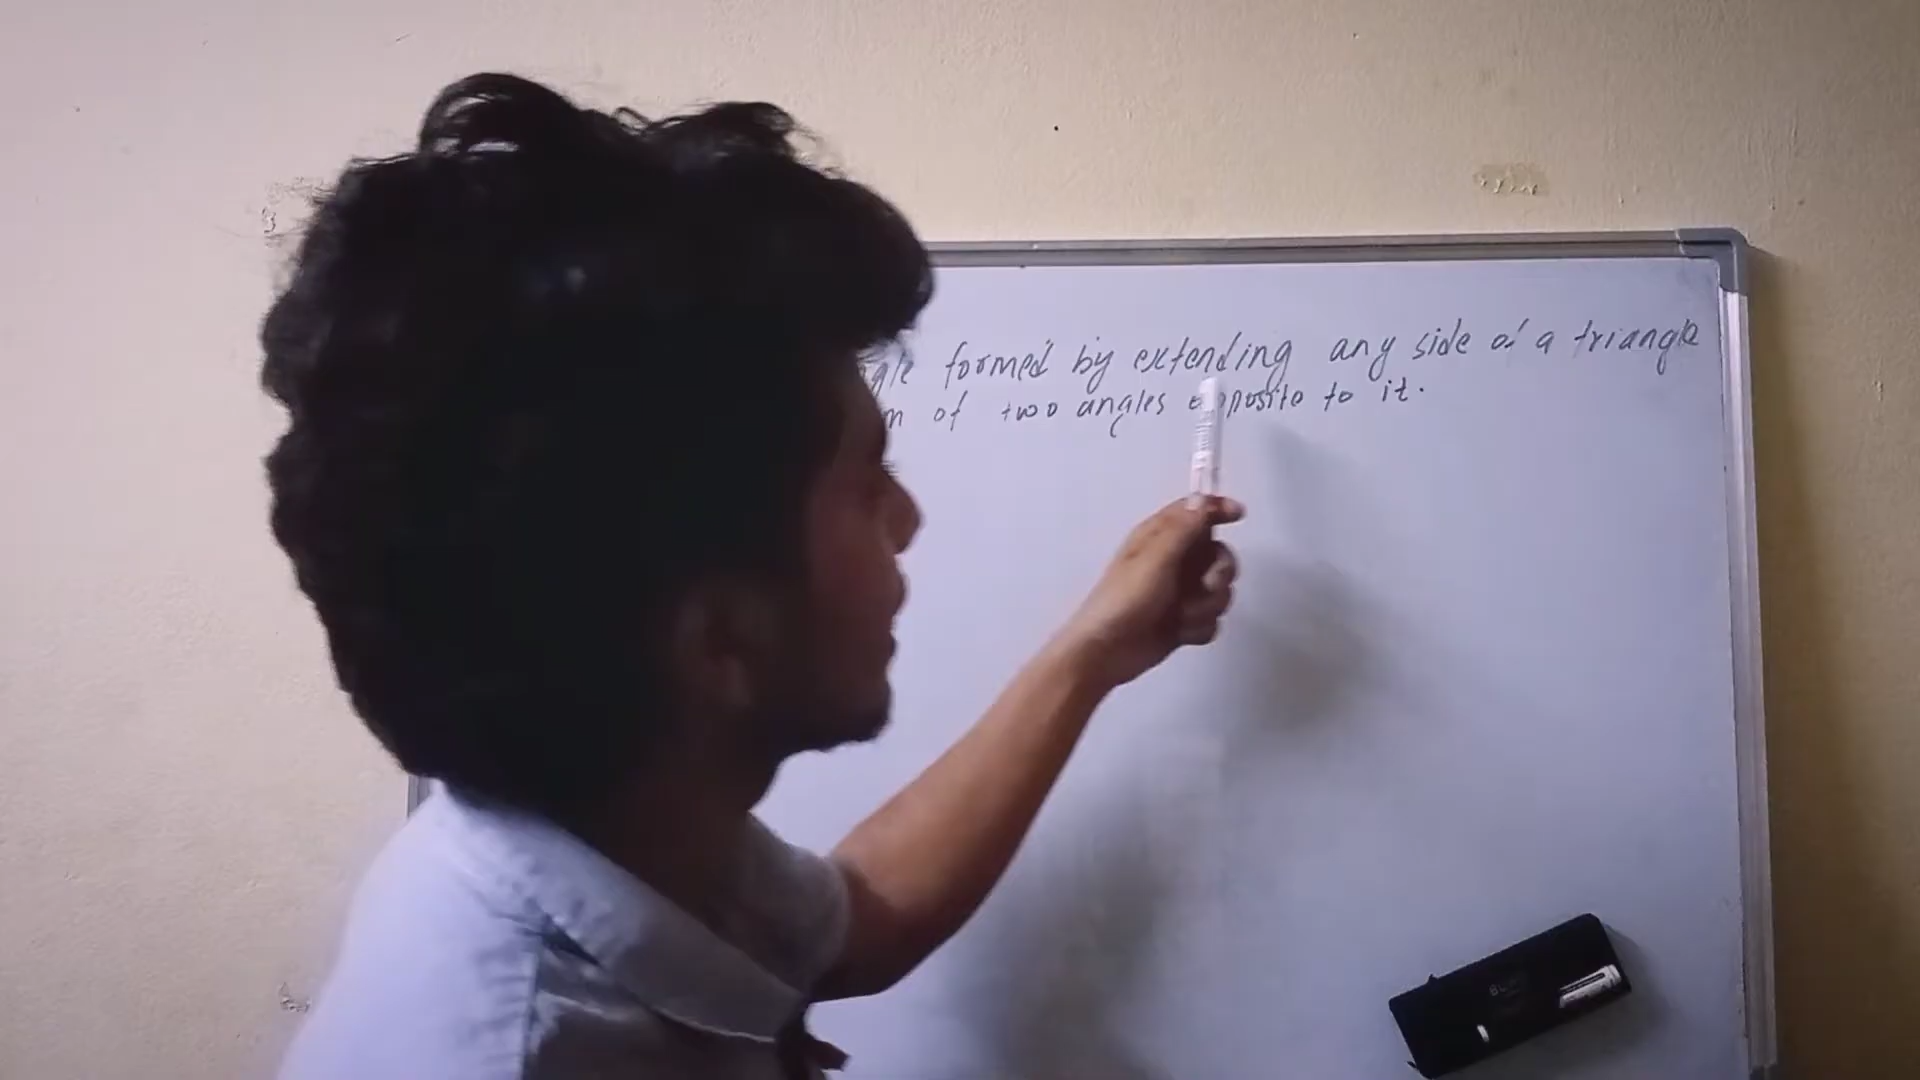 gle formed by extending any side of a triangle
of two angles opposite to it.